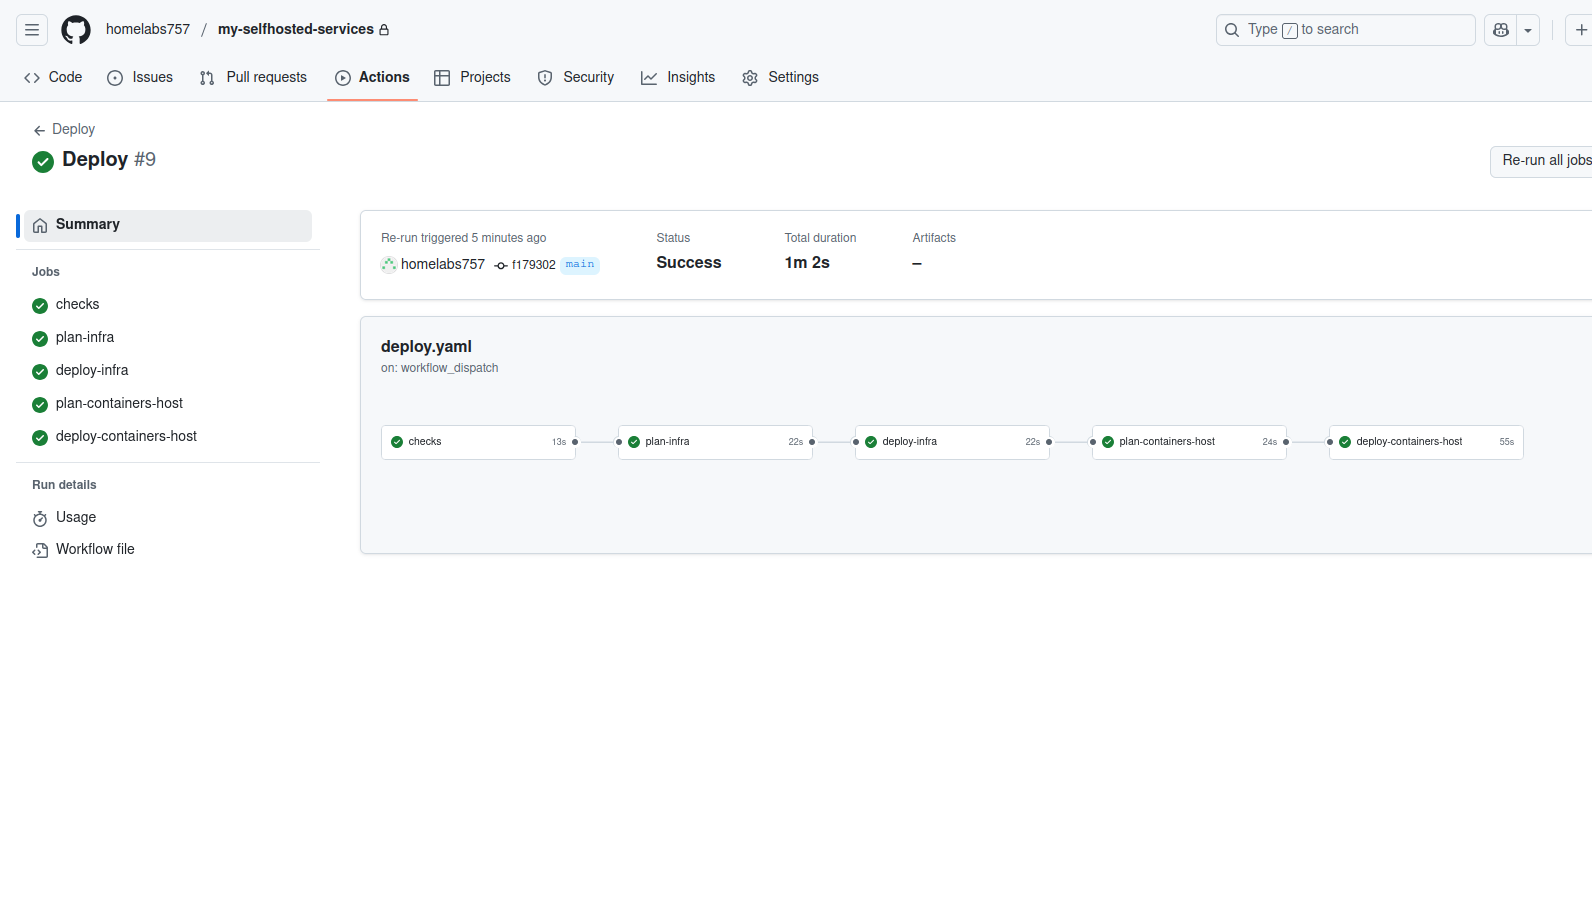 homelabs757 / my-selfhosted-services
Type / to search
Code
Issues
Pull requests
Actions
Projects
Security
Insights
Settings
Deploy
Deploy #9
Re-run all jobs
Summary
Jobs
checks
plan-infra
deploy-infra
plan-containers-host
deploy-containers-host
Run details
Usage
Workflow file
Re-run triggered 5 minutes ago
homelabs757 f179302 main
Status
Success
Total duration
1m 2s
Artifacts
–
deploy.yaml
on: workflow_dispatch
checks 13s
plan-infra 22s
deploy-infra 22s
plan-containers-host 24s
deploy-containers-host 55s